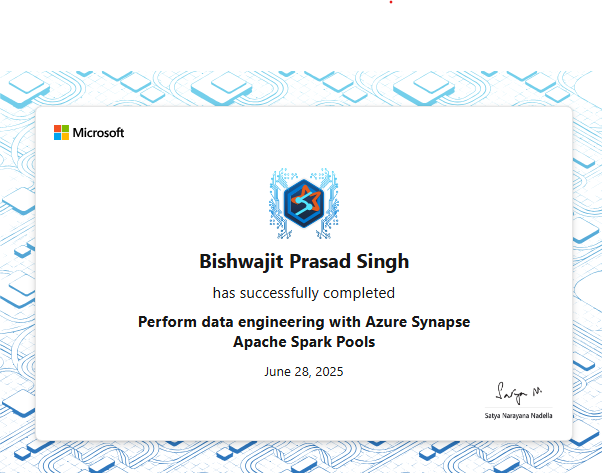 Microsoft
Bishwajit Prasad Singh
has successfully completed
Perform data engineering with Azure Synapse
Apache Spark Pools
June 28, 2025
Satya N.
Satya Narayana Nadella